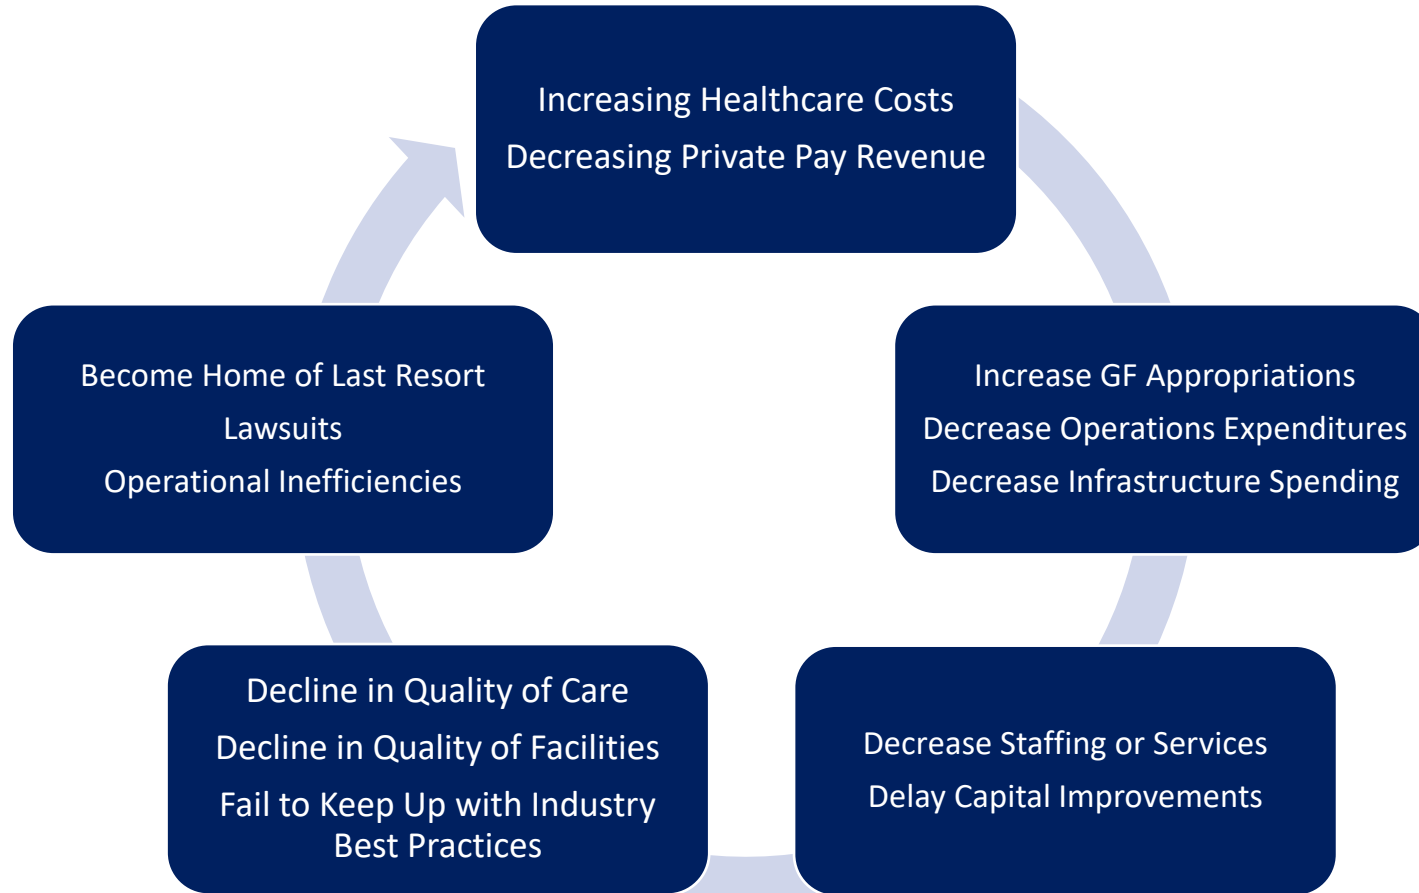 Increasing Healthcare Costs
Decreasing Private Pay Revenue
Increase GF Appropriations
Decrease Operations Expenditures
Decrease Infrastructure Spending
Decrease Staffing or Services
Delay Capital Improvements
Decline in Quality of Care
Decline in Quality of Facilities
Fail to Keep Up with Industry
Best Practices
Become Home of Last Resort
Lawsuits
Operational Inefficiencies